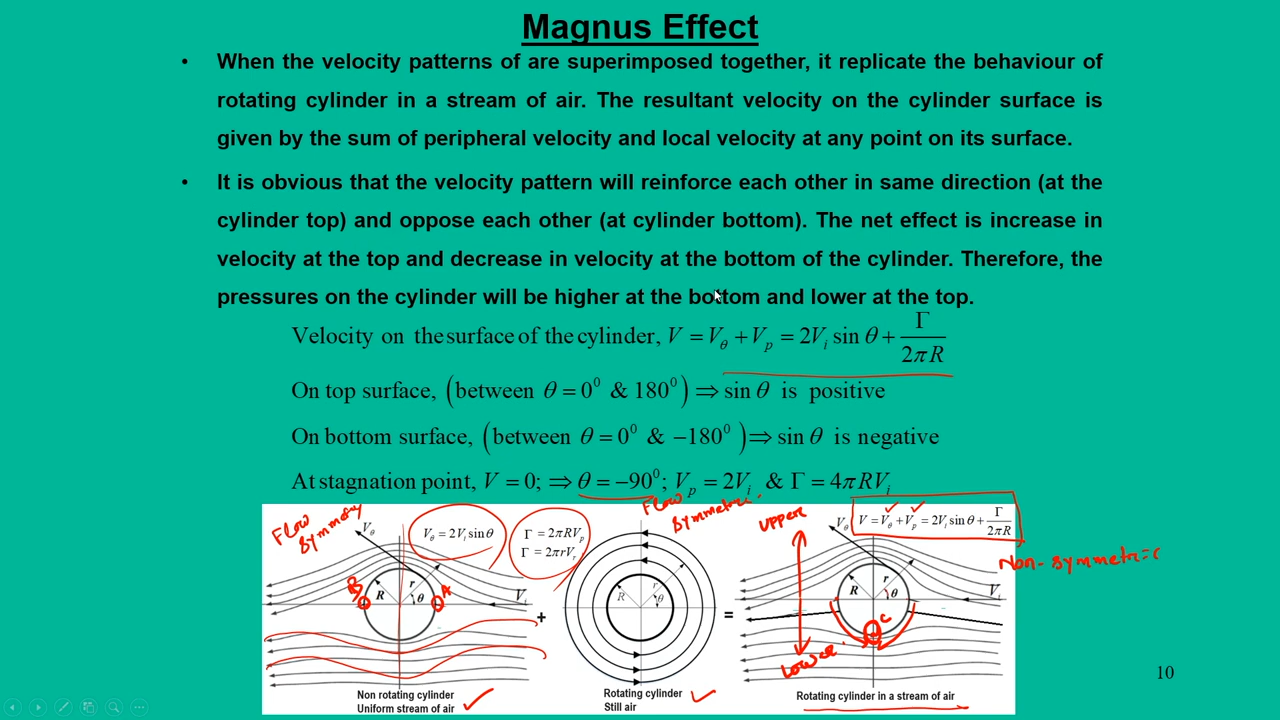 Magnus Effect
• When the velocity patterns of are superimposed together, it replicate the behaviour of
rotating cylinder in a stream of air. The resultant velocity on the cylinder surface is
given by the sum of peripheral velocity and local velocity at any point on its surface.
• It is obvious that the velocity pattern will reinforce each other in same direction (at the
cylinder top) and oppose each other (at cylinder bottom). The net effect is increase in
velocity at the top and decrease in velocity at the bottom of the cylinder. Therefore, the
pressures on the cylinder will be higher at the bottom and lower at the top.
Velocity on the surface of the cylinder, V = V_θ + V_p = 2V_i sin θ + Γ/(2πR)
On top surface, (between θ = 0⁰ & 180⁰) ⇒ sin θ is positive
On bottom surface, (between θ = 0⁰ & −180⁰) ⇒ sin θ is negative
At stagnation point, V = 0; ⇒ θ = −90⁰; V_p = 2V_i & Γ = 4πRV_i
Flow
Symmetry
V_θ
V_θ = 2V_i sin θ
B
A
R
r
θ
V_i
Non rotating cylinder
Uniform stream of air
+
Γ = 2πRV_p
Γ = 2πrV_r
Flow
Symmetric.
R
r
θ
Rotating cylinder
Still air
=
Upper
Lower.
V_θ
V = V_θ + V_p = 2V_i sin θ + Γ/(2πR)
Non-Symmetric
R
r
θ
V_i
C
Rotating cylinder in a stream of air
10